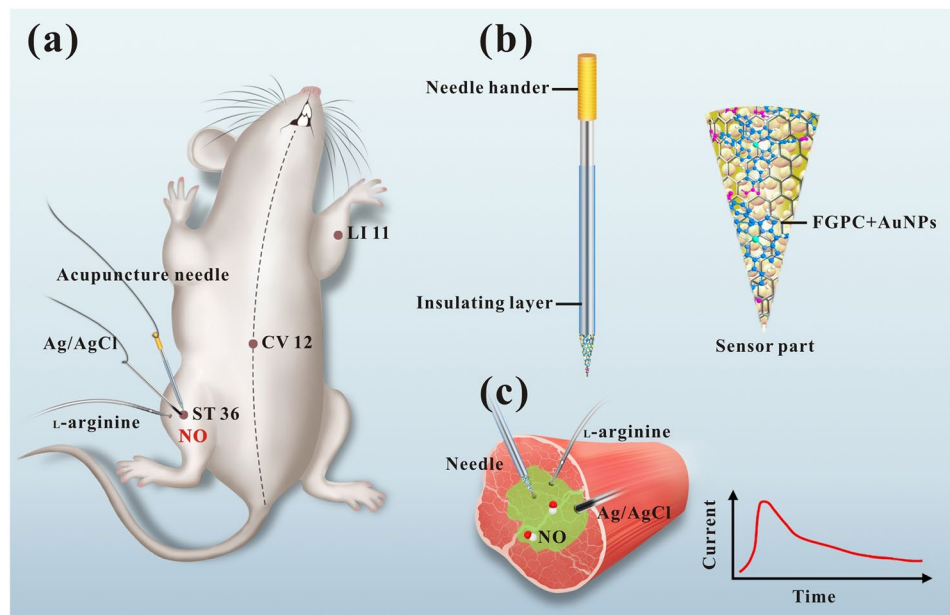 (a)
Acupuncture needle
Ag/AgCl
L-arginine
ST 36
NO
LI 11
CV 12
(b)
Needle hander
Insulating layer
FGPC+AuNPs
Sensor part
(c)
L-arginine
Needle
Ag/AgCl
NO
Current
Time